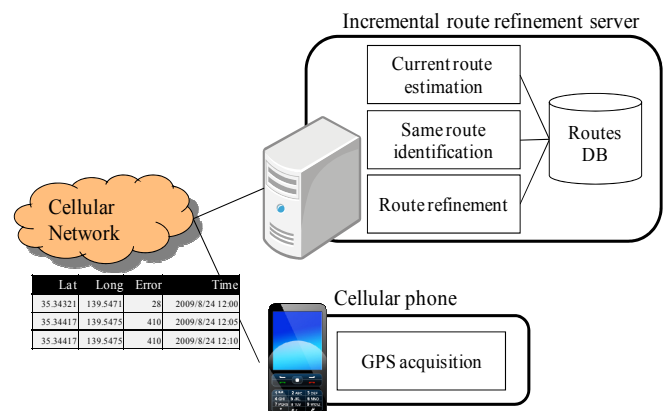 Incremental route refinement server
Current route
estimation
Same route
identification
Route refinement
Routes
DB
Cellular
Network
Lat Long Error Time
35.34321 139.5471 28 2009/8/24 12:00
35.34417 139.5475 410 2009/8/24 12:05
35.34417 139.5475 410 2009/8/24 12:10
Cellular phone
GPS acquisition